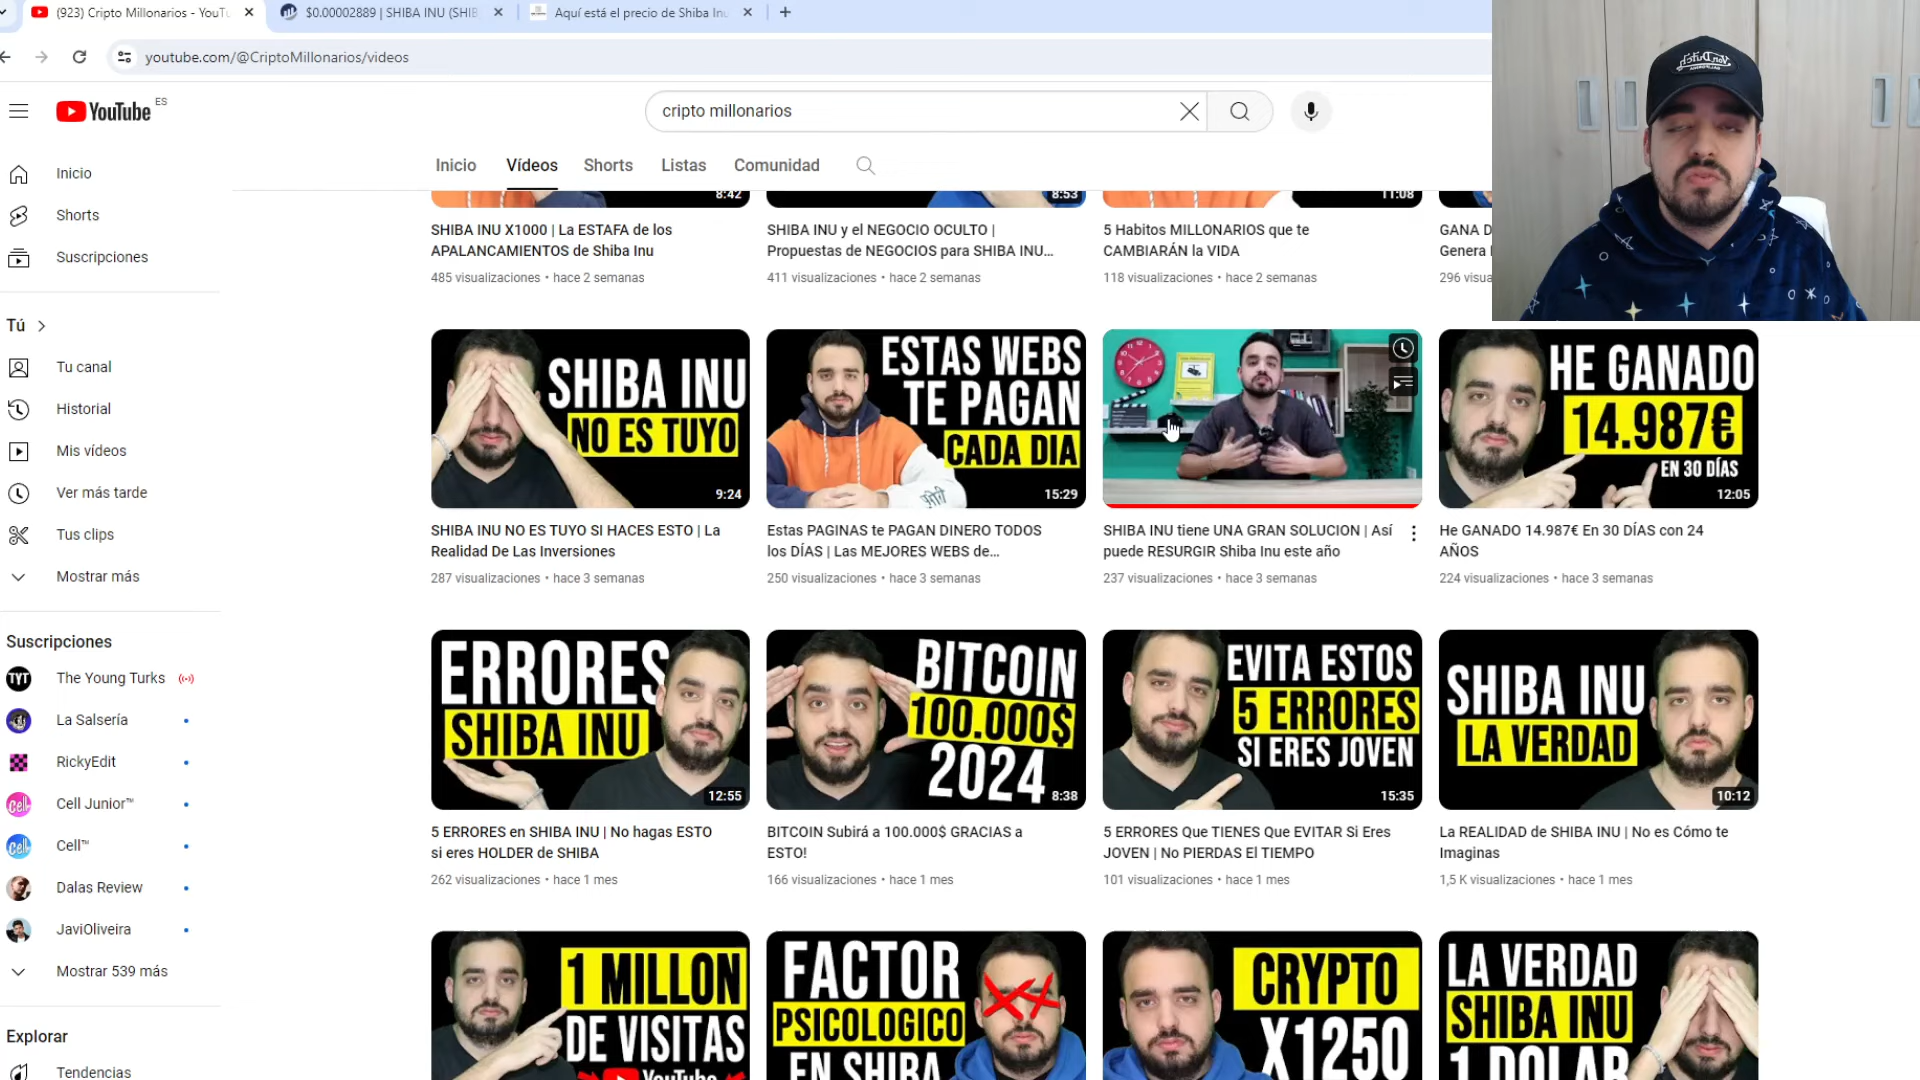 (923) Cripto Millonarios - YouTu
$0.00002889 | SHIBA INU (SHIB
Aquí está el precio de Shiba Inu
youtube.com/@CriptoMillonarios/videos
YouTube ES
cripto millonarios
Inicio
Vídeos
Shorts
Listas
Comunidad
Inicio
Shorts
Suscripciones
Tú
Tu canal
Historial
Mis vídeos
Ver más tarde
Tus clips
Mostrar más
Suscripciones
The Young Turks
La Salsería
RickyEdit
Cell Junior™
Cell™
Dalas Review
JaviOliveira
Mostrar 539 más
Explorar
Tendencias
8:42
8:53
11:08
SHIBA INU X1000 | La ESTAFA de los
APALANCAMIENTOS de Shiba Inu
485 visualizaciones • hace 2 semanas
SHIBA INU y el NEGOCIO OCULTO |
Propuestas de NEGOCIOS para SHIBA INU...
411 visualizaciones • hace 2 semanas
5 Habitos MILLONARIOS que te
CAMBIARÁN la VIDA
118 visualizaciones • hace 2 semanas
GANA D
Genera
296 visua
SHIBA INU
NO ES TUYO
9:24
SHIBA INU NO ES TUYO SI HACES ESTO | La
Realidad De Las Inversiones
287 visualizaciones • hace 3 semanas
ESTAS WEBS
TE PAGAN
CADA DIA
15:29
Estas PAGINAS te PAGAN DINERO TODOS
los DÍAS | Las MEJORES WEBS de...
250 visualizaciones • hace 3 semanas
SHIBA INU tiene UNA GRAN SOLUCION | Así
puede RESURGIR Shiba Inu este año
237 visualizaciones • hace 3 semanas
HE GANADO
14.987€
EN 30 DÍAS
12:05
He GANADO 14.987€ En 30 DÍAS con 24
AÑOS
224 visualizaciones • hace 3 semanas
ERRORES
SHIBA INU
12:55
5 ERRORES en SHIBA INU | No hagas ESTO
si eres HOLDER de SHIBA
262 visualizaciones • hace 1 mes
BITCOIN
100.000$
2024
8:38
BITCOIN Subirá a 100.000$ GRACIAS a
ESTO!
166 visualizaciones • hace 1 mes
EVITA ESTOS
5 ERRORES
SI ERES JOVEN
15:35
5 ERRORES Que TIENES Que EVITAR Si Eres
JOVEN | No PIERDAS El TIEMPO
101 visualizaciones • hace 1 mes
SHIBA INU
LA VERDAD
10:12
La REALIDAD de SHIBA INU | No es Cómo te
Imaginas
1,5 K visualizaciones • hace 1 mes
1 MILLON
DE VISITAS
YouTube
FACTOR
PSICOLOGICO
EN SHIBA
CRYPTO
X1250
LA VERDAD
SHIBA INU
1 DOLAR
Von Dutch